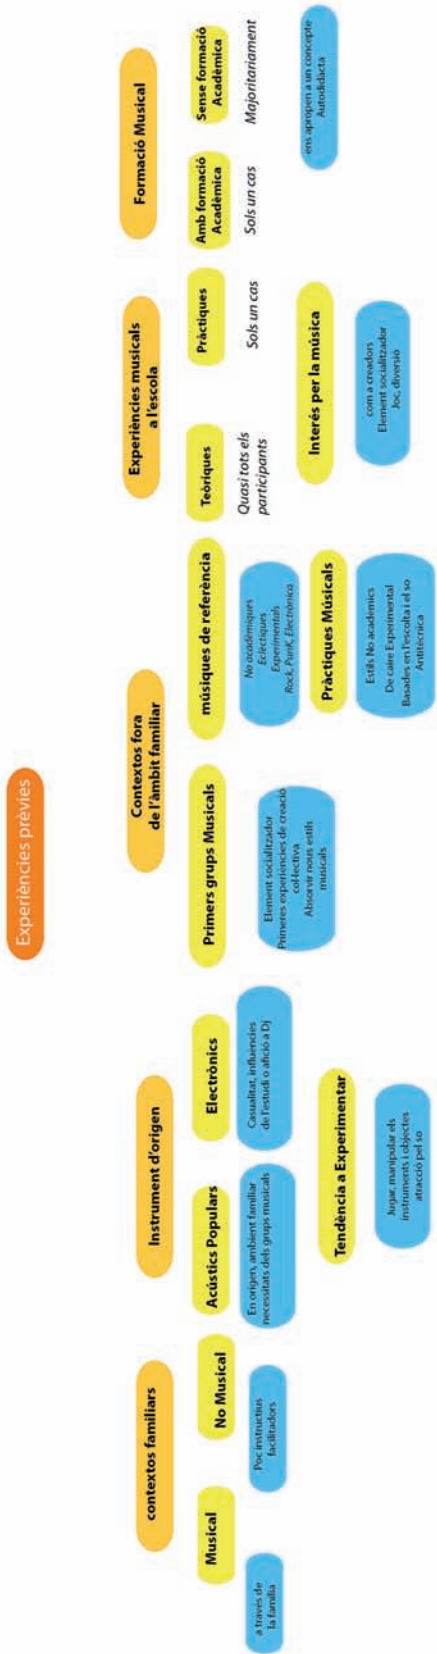 Experiències prèvies
contextos familiars
Instrument d'origen
Contextos fora
de l'àmbit familiar
Experiències musicals
a l'escola
Formació Musical
Musical
No Musical
Acústics Populars
Electrònics
Primers grups Musicals
músiques de referència
Teòriques
Pràctiques
Amb formació
Acadèmica
Sense formació
Acadèmica
a través de
la família
Poc instructius
facilitadors
En origen, ambient familiar
necessitats dels grups musicals
Casualitat, influències
de l'estudi o afició a Dj
Element socialitzador
Primeres experiències de creació
col·lectiva
Absorvir nous estils
musicals
No acadèmiques
Eclèctiques
Experimentals
Rock, Punk, Electrònica
Quasi tots els
participants
Sols un cas
Sols un cas
Majoritariament
Tendència a Experimentar
Pràctiques Músicals
Interés per la música
Jugar, manipular els
instruments i objectes
atracció pel so
Estils No acadèmics
De caire Experimental
Basades en l'escolta i el so
Antitècnica
com a creadors
Element socialitzador
Joc, diversió
ens apropen a un concepte
Autodidacta